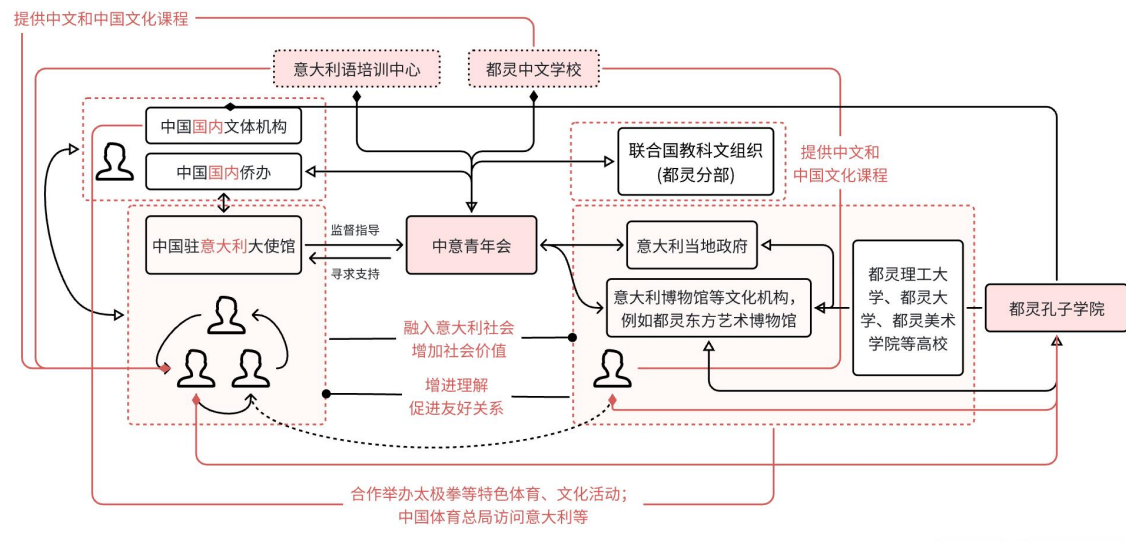 提供中文和中国文化课程
意大利语培训中心
都灵中文学校
中国国内文体机构
中国国内侨办
联合国教科文组织
(都灵分部)
提供中文和
中国文化课程
中国驻意大利大使馆
监督指导
寻求支持
中意青年会
意大利当地政府
意大利博物馆等文化机构，
例如都灵东方艺术博物馆
都灵理工大
学、都灵大
学、都灵美术
学院等高校
都灵孔子学院
融入意大利社会
增加社会价值
增进理解
促进友好关系
合作举办太极拳等特色体育、文化活动；
中国体育总局访问意大利等